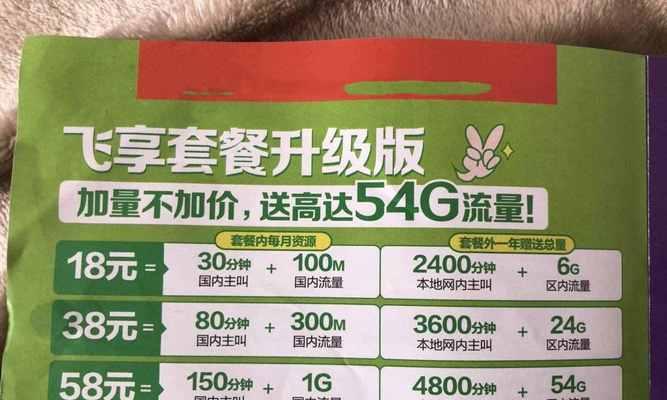 飞享套餐升级版
加量不加价，送高达54G流量！
套餐内每月资源 套餐外一年赠送总量
18元 = 30分钟 + 100M 2400分钟 + 6G
国内主叫 国内流量 本地网内主叫 区内流量
38元 = 80分钟 + 300M 3600分钟 + 24G
国内主叫 国内流量 本地网内主叫 区内流量
58元 = 150分钟 + 1G 4800分钟 + 54G